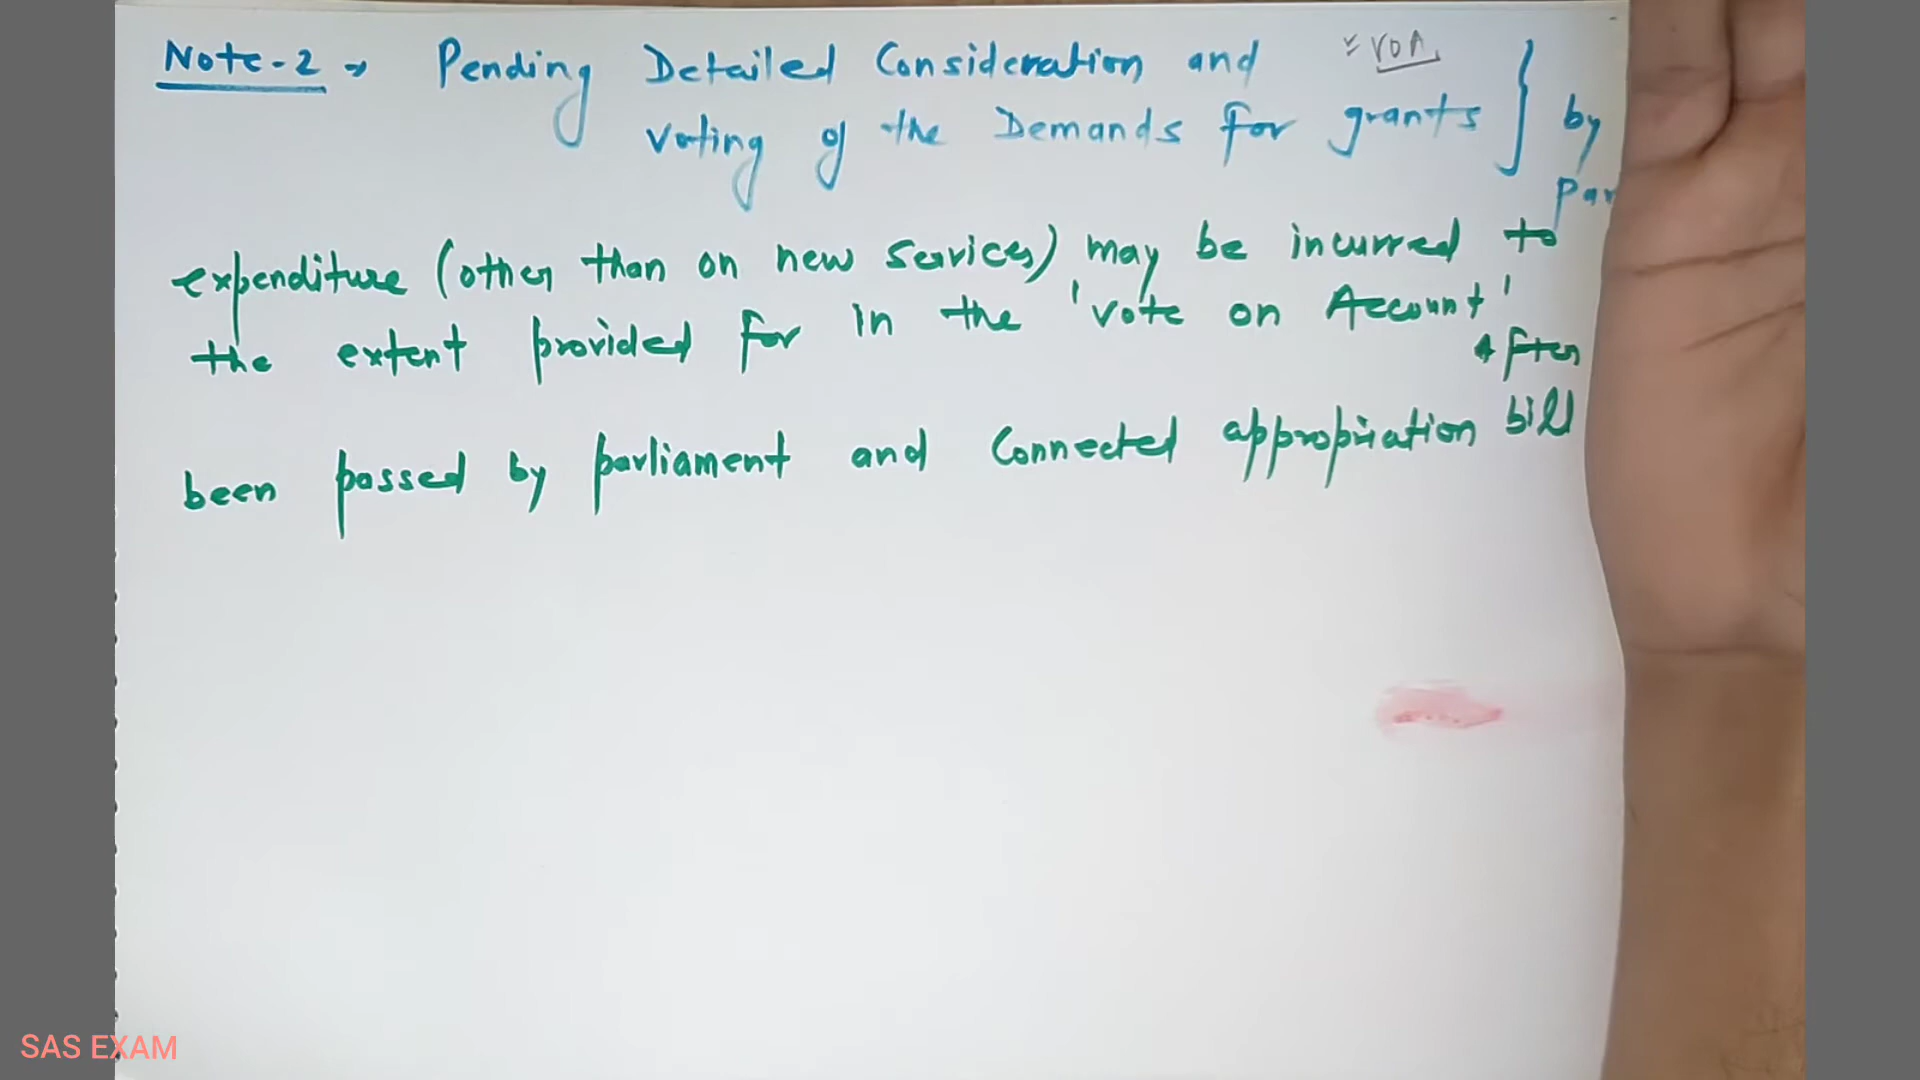 Note-2 → Pending Detailed Consideration and = VOA
voting of the Demands for grants } by
Par
expenditure (other than on new services) may be incurred to
the extent provided for in the 'vote on Account'
After
been passed by parliament and connected appropriation bill
SAS EXAM